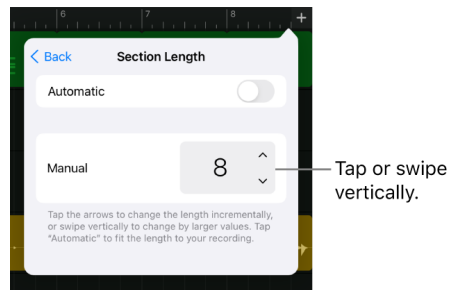 6 7 8 +
Back Section Length
Automatic
Manual 8
Tap or swipe
vertically.
Tap the arrows to change the length incrementally,
or swipe vertically to change by larger values. Tap
"Automatic" to fit the length to your recording.